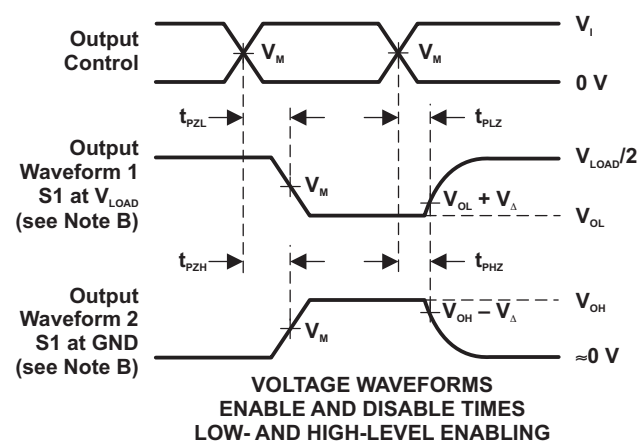 Output
Control
V_M
V_M
V_I
0 V
t_PZL
t_PLZ
Output
Waveform 1
S1 at V_LOAD
(see Note B)
V_M
V_OL + V_Δ
V_LOAD/2
V_OL
t_PZH
t_PHZ
Output
Waveform 2
S1 at GND
(see Note B)
V_M
V_OH − V_Δ
V_OH
≈0 V
VOLTAGE WAVEFORMS
ENABLE AND DISABLE TIMES
LOW- AND HIGH-LEVEL ENABLING